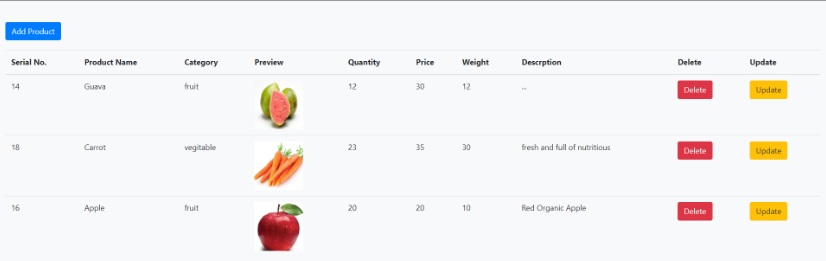 Add Product
Serial No. Product Name Category Preview Quantity Price Weight Descrption Delete Update
14 Guava fruit 12 30 12 ... Delete Update
18 Carrot vegitable 23 35 30 fresh and full of nutritious Delete Update
16 Apple fruit 20 20 10 Red Organic Apple Delete Update